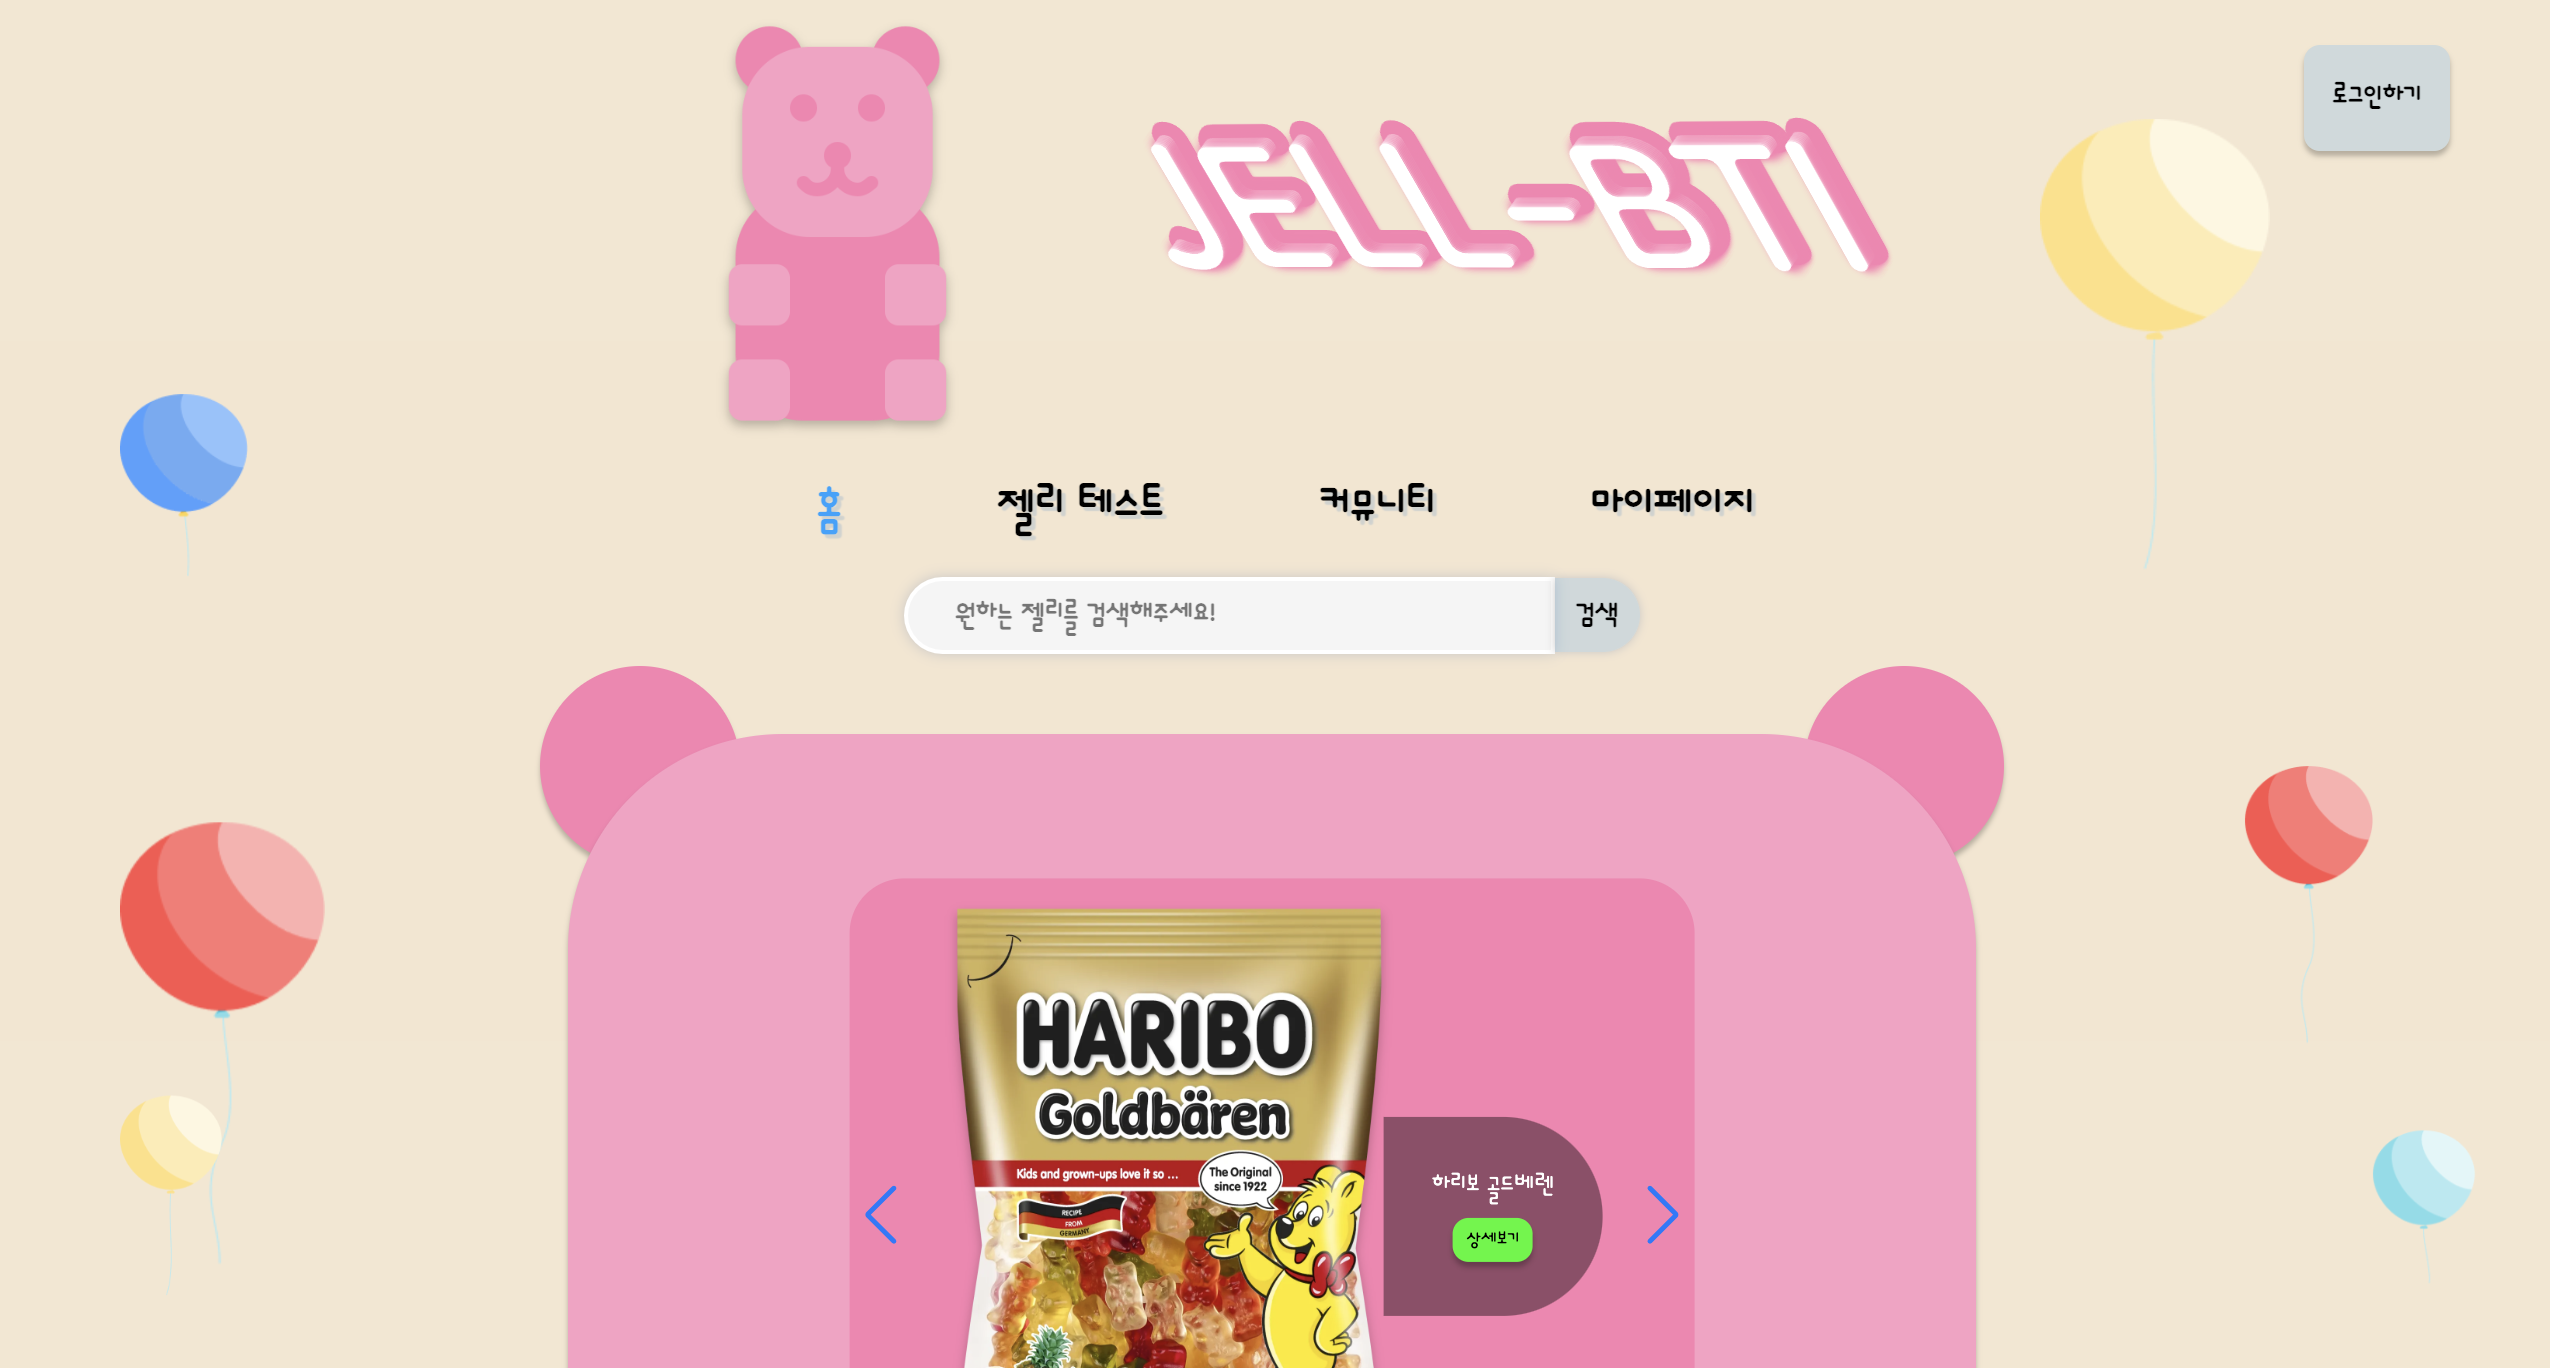 로그인하기
JELL-BTI
홈 젤리 테스트 커뮤니티 마이페이지
원하는 젤리를 검색해주세요! 검색
HARIBO
Goldbären
Kids and grown-ups love it so ...
The Original
since 1922
RECIPE
FROM
GERMANY
하리보 골드베렌
상세보기